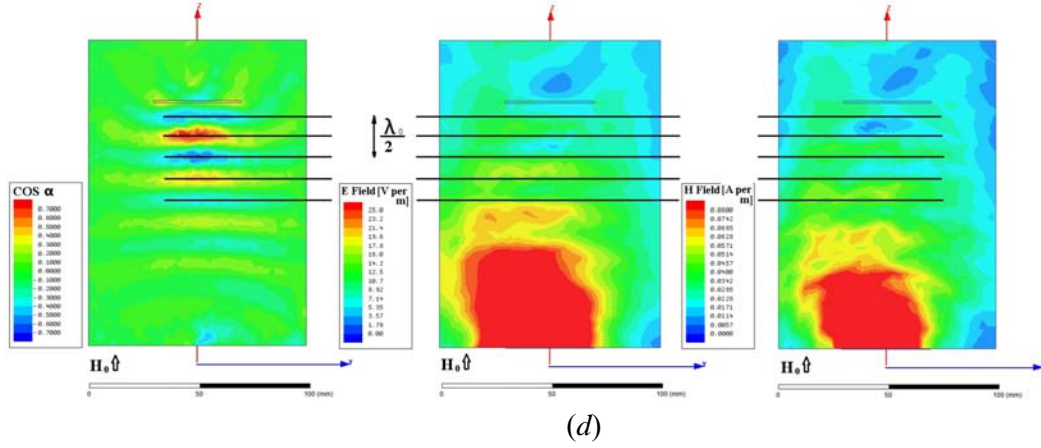 z
z
z
λ₀
2
COS α
0.7000
0.6000
0.5000
0.4000
0.3000
0.2000
0.1000
0.0000
0.1000
0.2000
0.3000
0.4000
0.5000
0.6000
0.7000
E Field [V per
m]
25.0
23.2
21.4
19.6
17.8
16.0
14.2
12.5
10.7
8.92
7.14
5.35
3.57
1.78
0.00
H Field [A per
m]
0.0800
0.0742
0.0685
0.0628
0.0571
0.0514
0.0457
0.0400
0.0342
0.0285
0.0228
0.0171
0.0114
0.0057
0.0000
H₀⇧
H₀⇧
H₀⇧
0 50 100 (mm)
0 50 100 (mm)
0 50 100 (mm)
(d)